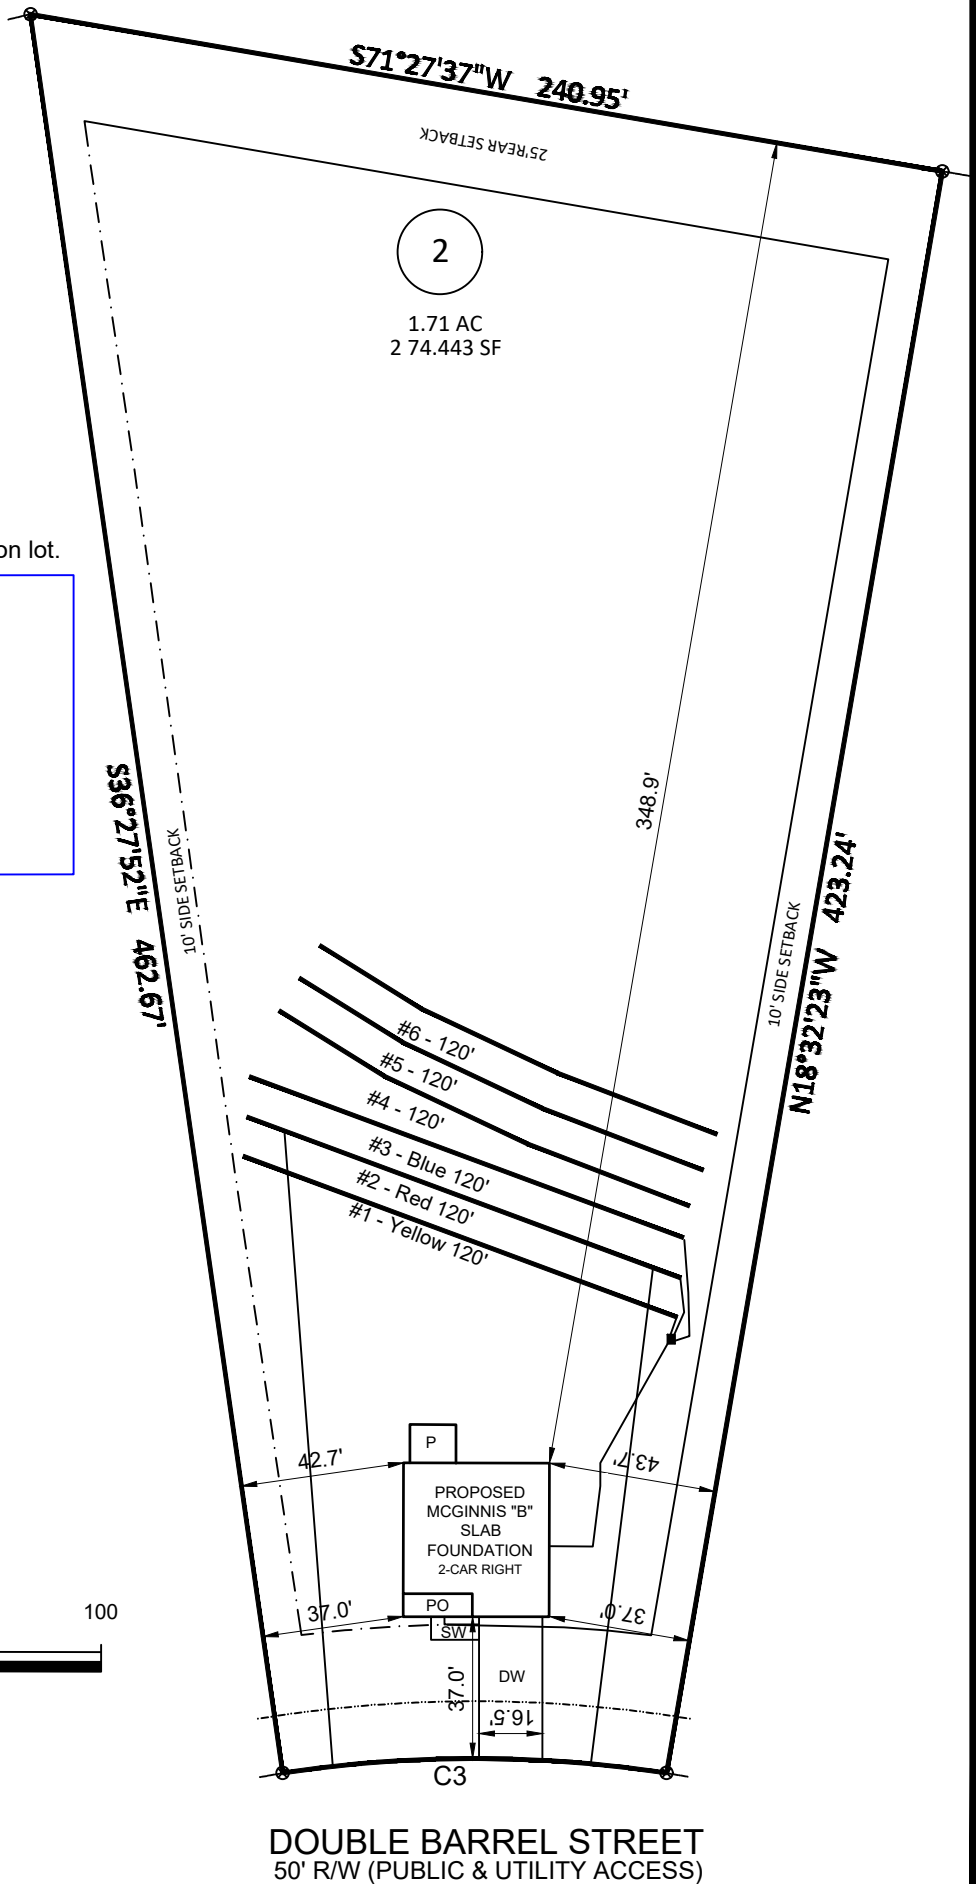 S71°27'37"W 240.95'
25'REAR SETBACK
2
1.71 AC
2 74.443 SF
on lot.
S36°27'52"E 462.67'
10' SIDE SETBACK
348.9'
10' SIDE SETBACK
N18°32'23"W 423.24'
#6 - 120'
#5 - 120'
#4 - 120'
#3 - Blue 120'
#2 - Red 120'
#1 - Yellow 120'
P
42.7'
43.7'
PROPOSED
MCGINNIS "B"
SLAB
FOUNDATION
2-CAR RIGHT
PO
37.0'
37.0'
SW
100
37.0'
DW
16.5'
C3
DOUBLE BARREL STREET
50' R/W (PUBLIC & UTILITY ACCESS)